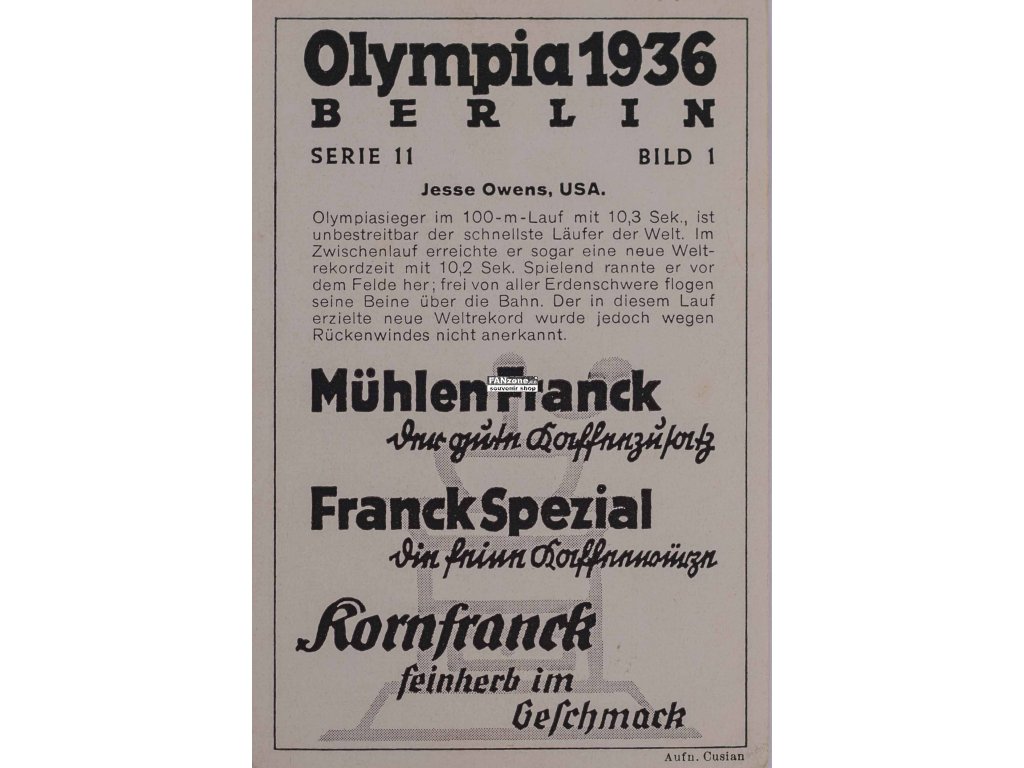 Olympia 1936
BERLIN
SERIE 11 BILD 1
Jesse Owens, USA.
Olympiasieger im 100-m-Lauf mit 10,3 Sek., ist
unbestreitbar der schnellste Läufer der Welt. Im
Zwischenlauf erreichte er sogar eine neue Welt-
rekordzeit mit 10,2 Sek. Spielend rannte er vor
dem Felde her; frei von aller Erdenschwere flogen
seine Beine über die Bahn. Der in diesem Lauf
erzielte neue Weltrekord wurde jedoch wegen
Rückenwindes nicht anerkannt.
Mühlen Franck
FANzone
souvenir shop
der gute Kaffeezusatz
Franck Spezial
die feine Kaffeewürze
Kornfranck
feinherb im
Geschmack
Aufn. Cusian